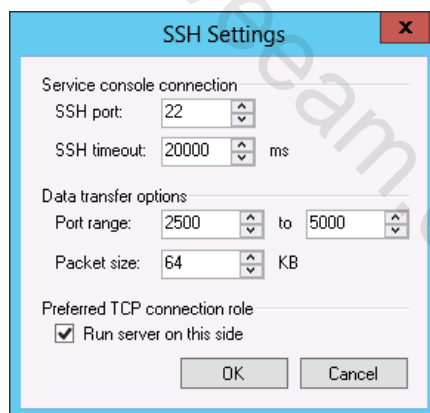 SSH Settings
x
Service console connection
SSH port: 22
SSH timeout: 20000 ms
Data transfer options
Port range: 2500 to 5000
Packet size: 64 KB
Preferred TCP connection role
Run server on this side
OK Cancel
veeam.c